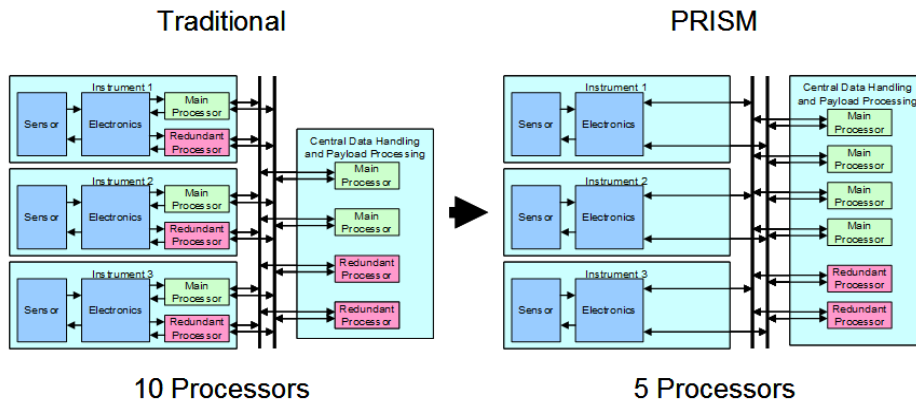 Traditional
PRISM
Instrument 1
Sensor
Electronics
Main
Processor
Redundant
Processor
Instrument 2
Sensor
Electronics
Main
Processor
Redundant
Processor
Instrument 3
Sensor
Electronics
Main
Processor
Redundant
Processor
Central Data Handling
and Payload Processing
Main
Processor
Main
Processor
Redundant
Processor
Redundant
Processor
Instrument 1
Sensor
Electronics
Instrument 2
Sensor
Electronics
Instrument 3
Sensor
Electronics
Central Data Handling
and Payload Processing
Main
Processor
Main
Processor
Main
Processor
Main
Processor
Redundant
Processor
Redundant
Processor
10 Processors
5 Processors